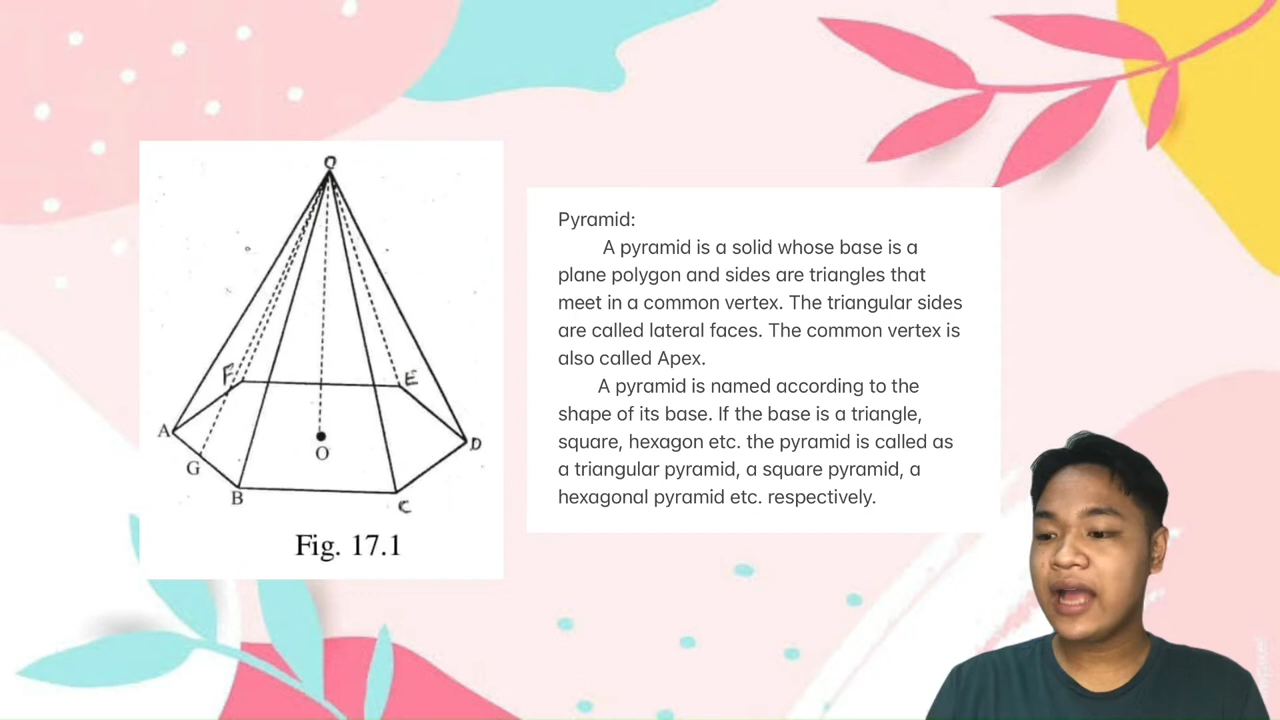 Q
F
E
A
D
G
O
B
C
Fig. 17.1
Pyramid:
A pyramid is a solid whose base is a
plane polygon and sides are triangles that
meet in a common vertex. The triangular sides
are called lateral faces. The common vertex is
also called Apex.
A pyramid is named according to the
shape of its base. If the base is a triangle,
square, hexagon etc. the pyramid is called as
a triangular pyramid, a square pyramid, a
hexagonal pyramid etc. respectively.